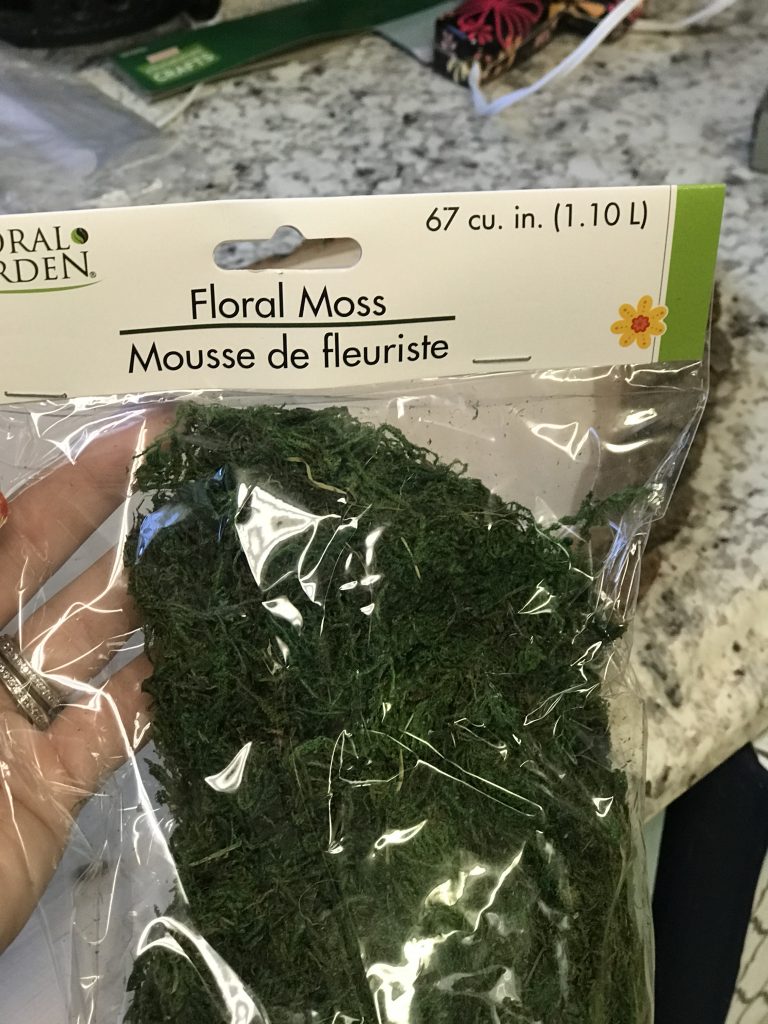 CRAFTS
67 cu. in. (1.10 L)
ORAL
RDEN®
Floral Moss
Mousse de fleuriste